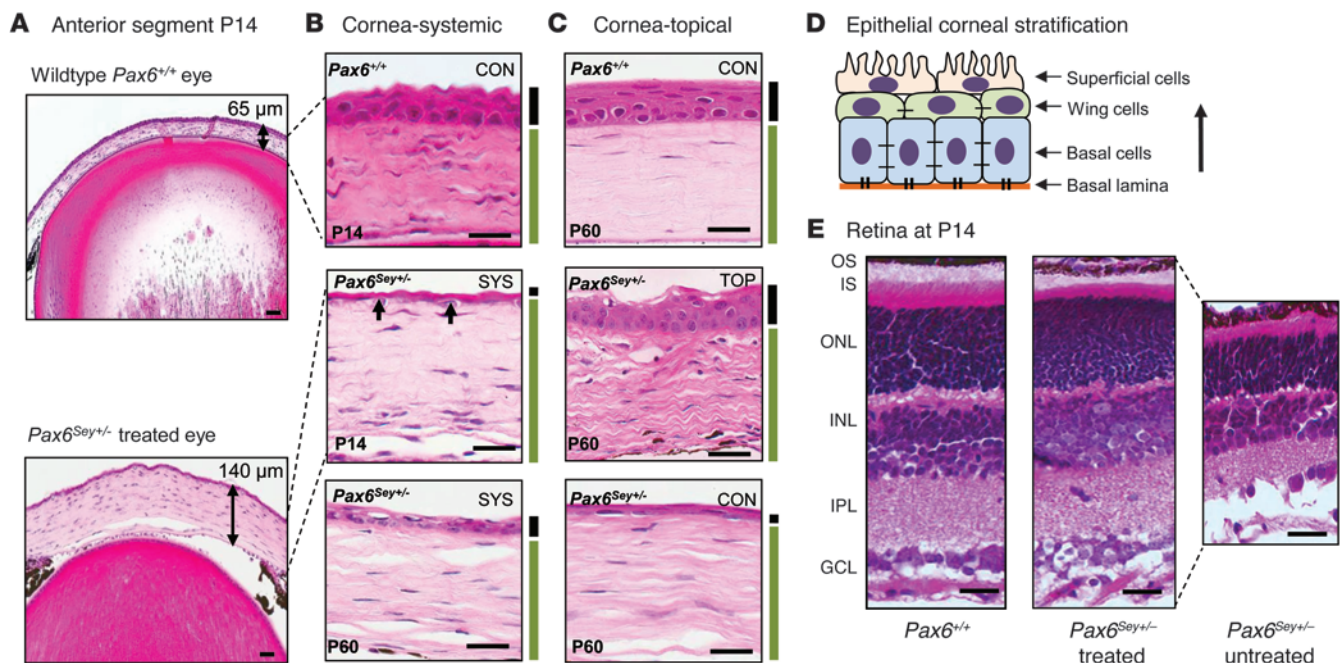 A Anterior segment P14
Wildtype Pax6+/+ eye
65 µm
Pax6Sey+/- treated eye
140 µm
B Cornea-systemic
Pax6+/+ CON
P14
Pax6Sey+/- SYS
P14
Pax6Sey+/- SYS
P60
C Cornea-topical
Pax6+/+ CON
P60
Pax6Sey+/- TOP
P60
Pax6Sey+/- CON
P60
D Epithelial corneal stratification
Superficial cells
Wing cells
Basal cells
Basal lamina
E Retina at P14
OS
IS
ONL
INL
IPL
GCL
Pax6+/+
Pax6Sey+/–
treated
Pax6Sey+/–
untreated